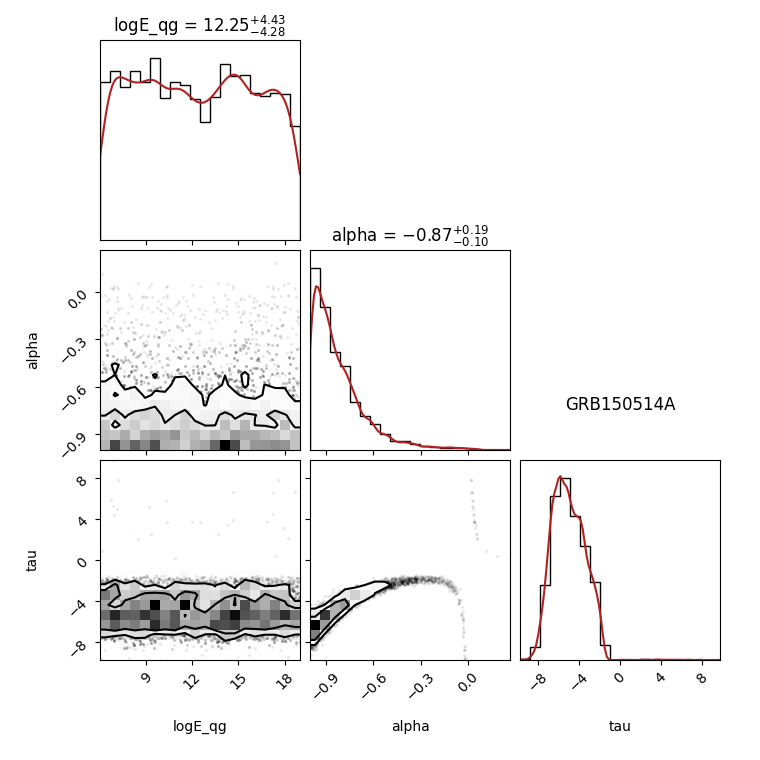 logE_qg = 12.25^{+4.43}_{−4.28}
alpha = −0.87^{+0.19}_{−0.10}
alpha
0.0
−0.3
−0.6
−0.9
GRB150514A
tau
8
4
0
−4
−8
9 12 15 18
−0.9 −0.6 −0.3 0.0
−8 −4 0 4 8
logE_qg alpha tau